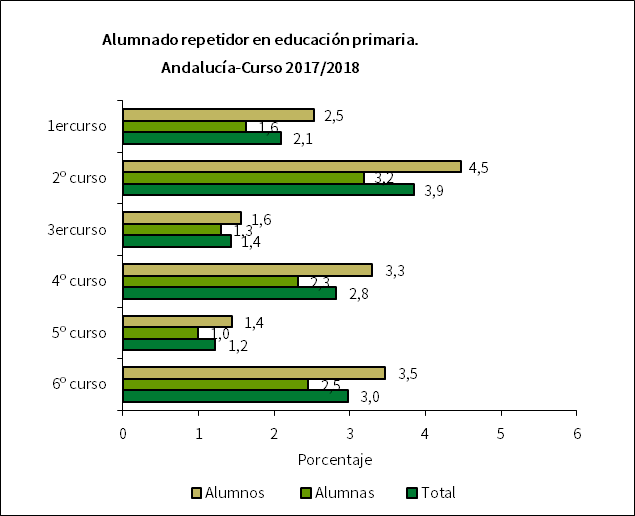 Alumnado repetidor en educación primaria.
Andalucía-Curso 2017/2018
1ercurso
2,5
1,6
2,1
2º curso
4,5
3,2
3,9
3ercurso
1,6
1,3
1,4
4º curso
3,3
2,3
2,8
5º curso
1,4
1,0
1,2
6º curso
3,5
2,5
3,0
0 1 2 3 4 5 6
Porcentaje
Alumnos Alumnas Total